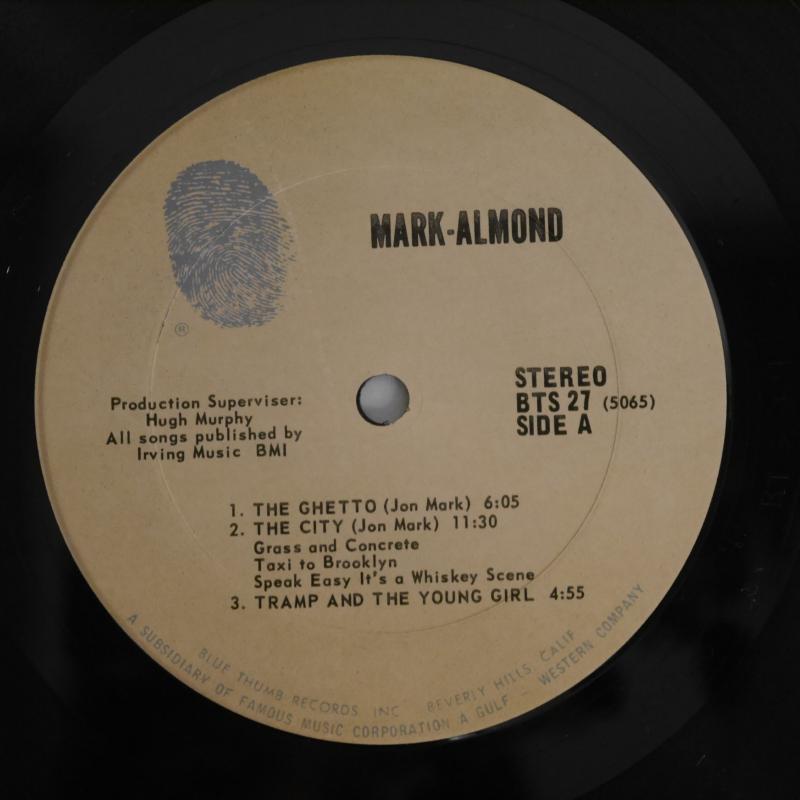 MARK-ALMOND
®
STEREO
BTS 27 (5065)
SIDE A
Production Superviser:
Hugh Murphy
All songs published by
Irving Music BMI
1. THE GHETTO (Jon Mark) 6:05
2. THE CITY (Jon Mark) 11:30
Grass and Concrete
Taxi to Brooklyn
Speak Easy It's a Whiskey Scene
3. TRAMP AND THE YOUNG GIRL 4:55
BLUE THUMB RECORDS INC BEVERLY HILLS, CALIF
A SUBSIDIARY OF FAMOUS MUSIC CORPORATION A GULF - WESTERN COMPANY